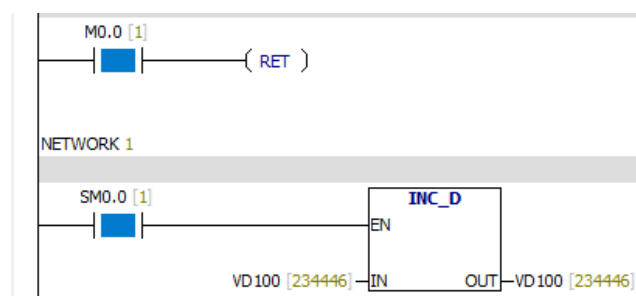 M0.0 [1]
( RET )
NETWORK 1
SM0.0 [1]
INC_D
EN
VD100 [234446] IN OUT VD100 [234446]